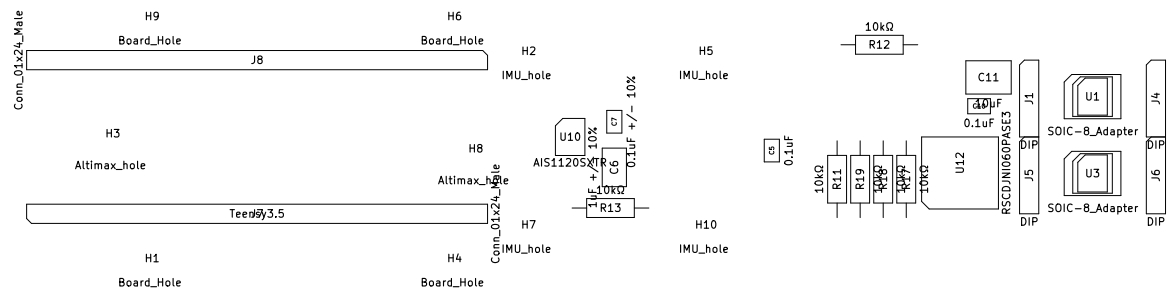 Conn_01x24_Male
H9
Board_Hole
H6
Board_Hole
J8
H2
IMU_hole
H5
IMU_hole
10kΩ
R12
H3
Altimax_hole
H8
Altimax_hole
U10
AIS1120SXTR
C7
0.1uF +/- 10%
C6
1uF +/- 10%
10kΩ
R13
C5
0.1uF
C11
10uF
0.1uF
U12
RSCDJNI060PASE3
10kΩ
R11
R19
10kΩ
R18
10kΩ
R17
10kΩ
J1
DIP
U1
SOIC-8_Adapter
J4
DIP
J5
DIP
U3
SOIC-8_Adapter
J6
DIP
Teensy3.5
Conn_01x24_Male
H7
IMU_hole
H10
IMU_hole
H1
Board_Hole
H4
Board_Hole